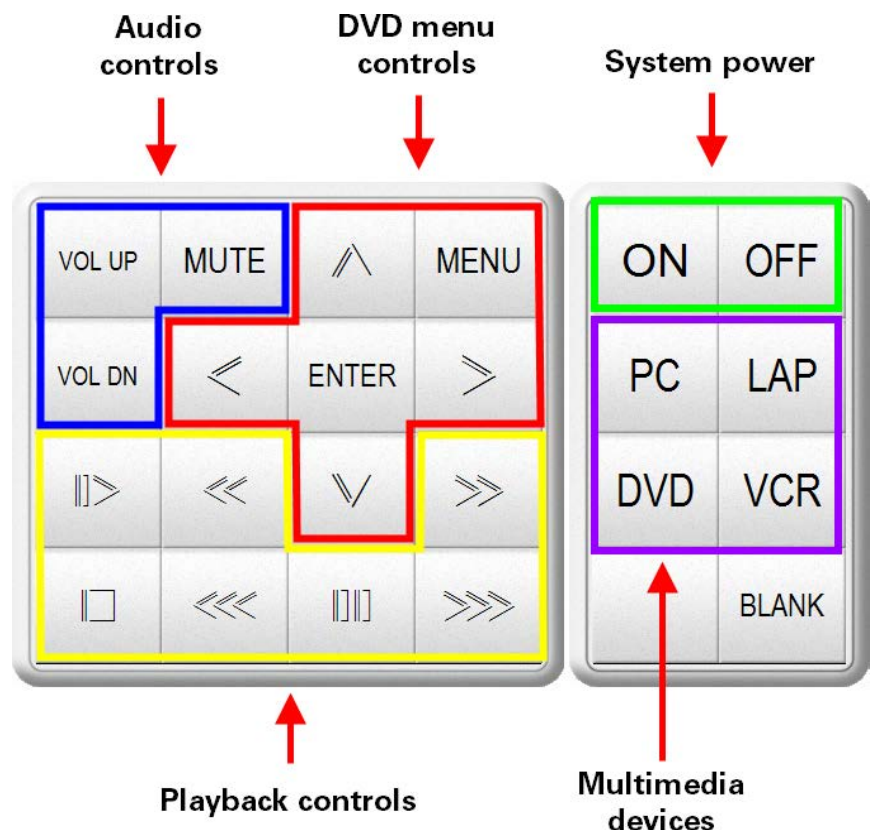 Audio
controls
DVD menu
controls
System power
VOL UP MUTE MENU
ON OFF
VOL DN ENTER
PC LAP
DVD VCR
BLANK
Playback controls
Multimedia
devices